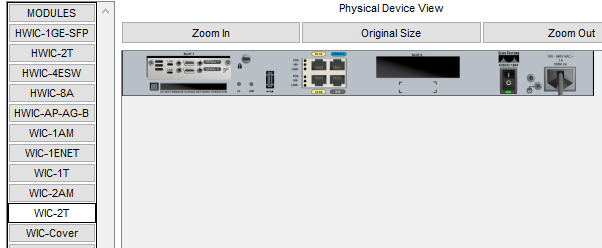 MODULES
HWIC-1GE-SFP
HWIC-2T
HWIC-4ESW
HWIC-8A
HWIC-AP-AG-B
WIC-1AM
WIC-1ENET
WIC-1T
WIC-2AM
WIC-2T
WIC-Cover
Physical Device View
Zoom In
Original Size
Zoom Out